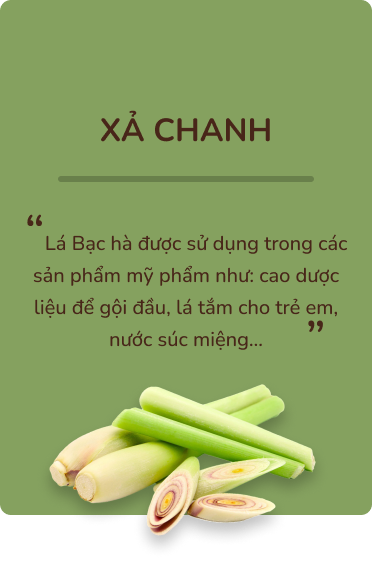 XẢ CHANH
“ Lá Bạc hà được sử dụng trong các
sản phẩm mỹ phẩm như: cao dược
liệu để gội đầu, lá tắm cho trẻ em,
nước súc miệng... ”